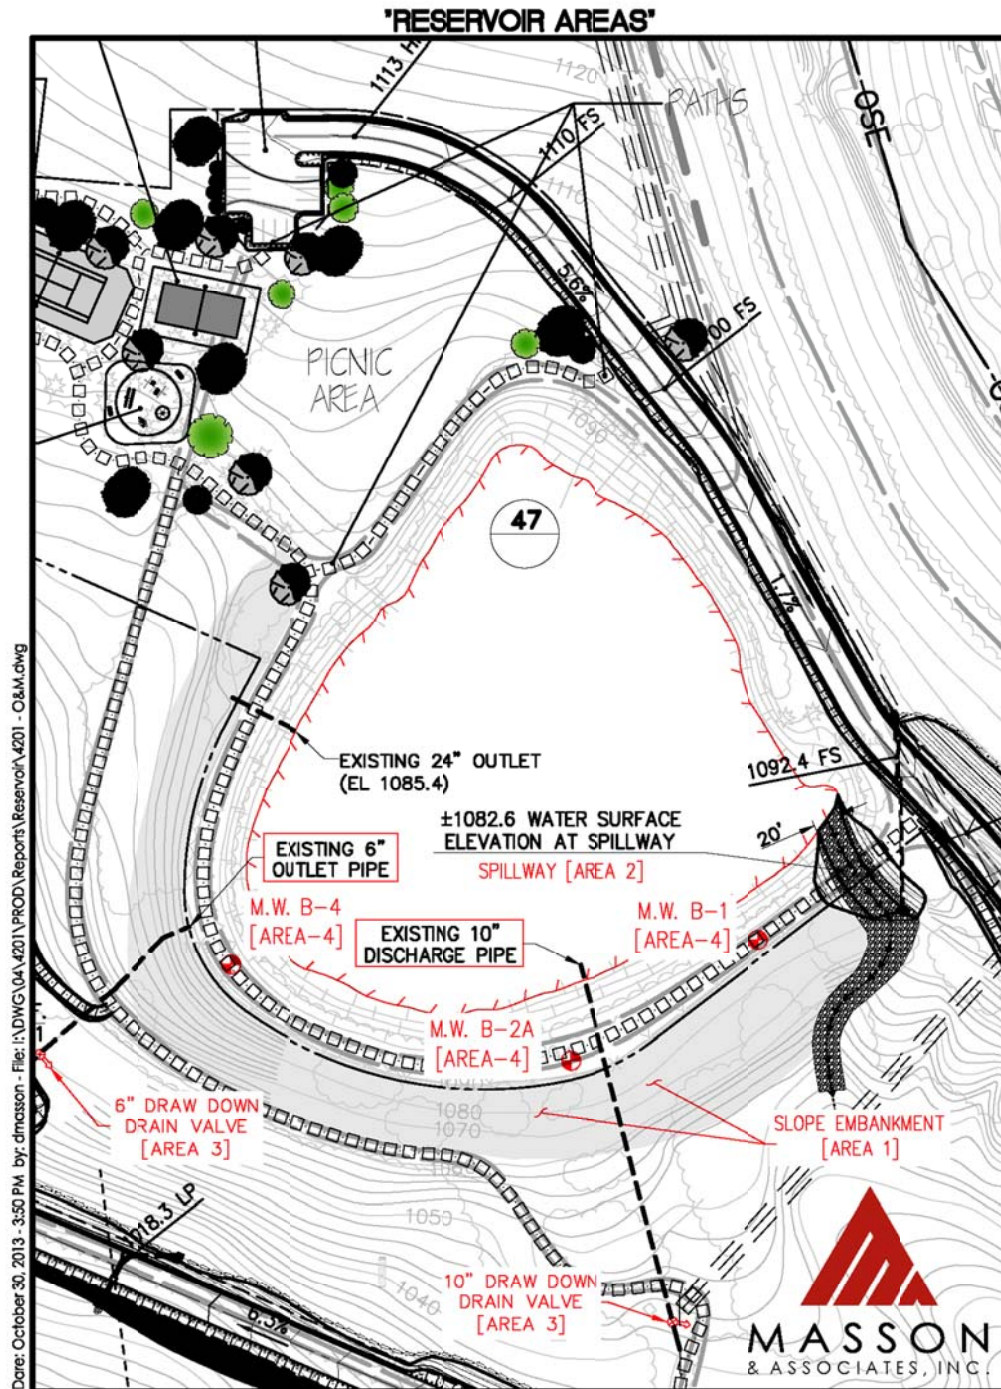 "RESERVOIR AREAS"
1120
PATHS
OSE
1110 FS
1110
5.6%
PICNIC
AREA
1090
47
1.7%
EXISTING 24" OUTLET
(EL 1085.4)
1092.4 FS
±1082.6 WATER SURFACE
ELEVATION AT SPILLWAY
20'
SPILLWAY [AREA 2]
EXISTING 6"
OUTLET PIPE
M.W. B-4
[AREA-4]
M.W. B-1
[AREA-4]
EXISTING 10"
DISCHARGE PIPE
M.W. B-2A
[AREA-4]
1080
1070
6" DRAW DOWN
DRAIN VALVE
[AREA 3]
SLOPE EMBANKMENT
[AREA 1]
1050
1040
6.5%
10" DRAW DOWN
DRAIN VALVE
[AREA 3]
MASSON
& ASSOCIATES, INC.
Dare: October 30, 2013 - 3:50 PM by: dmasson - File: I:\DWG\04\4201\PROD\Reports\Reservoir\4201 - O&M.dwg